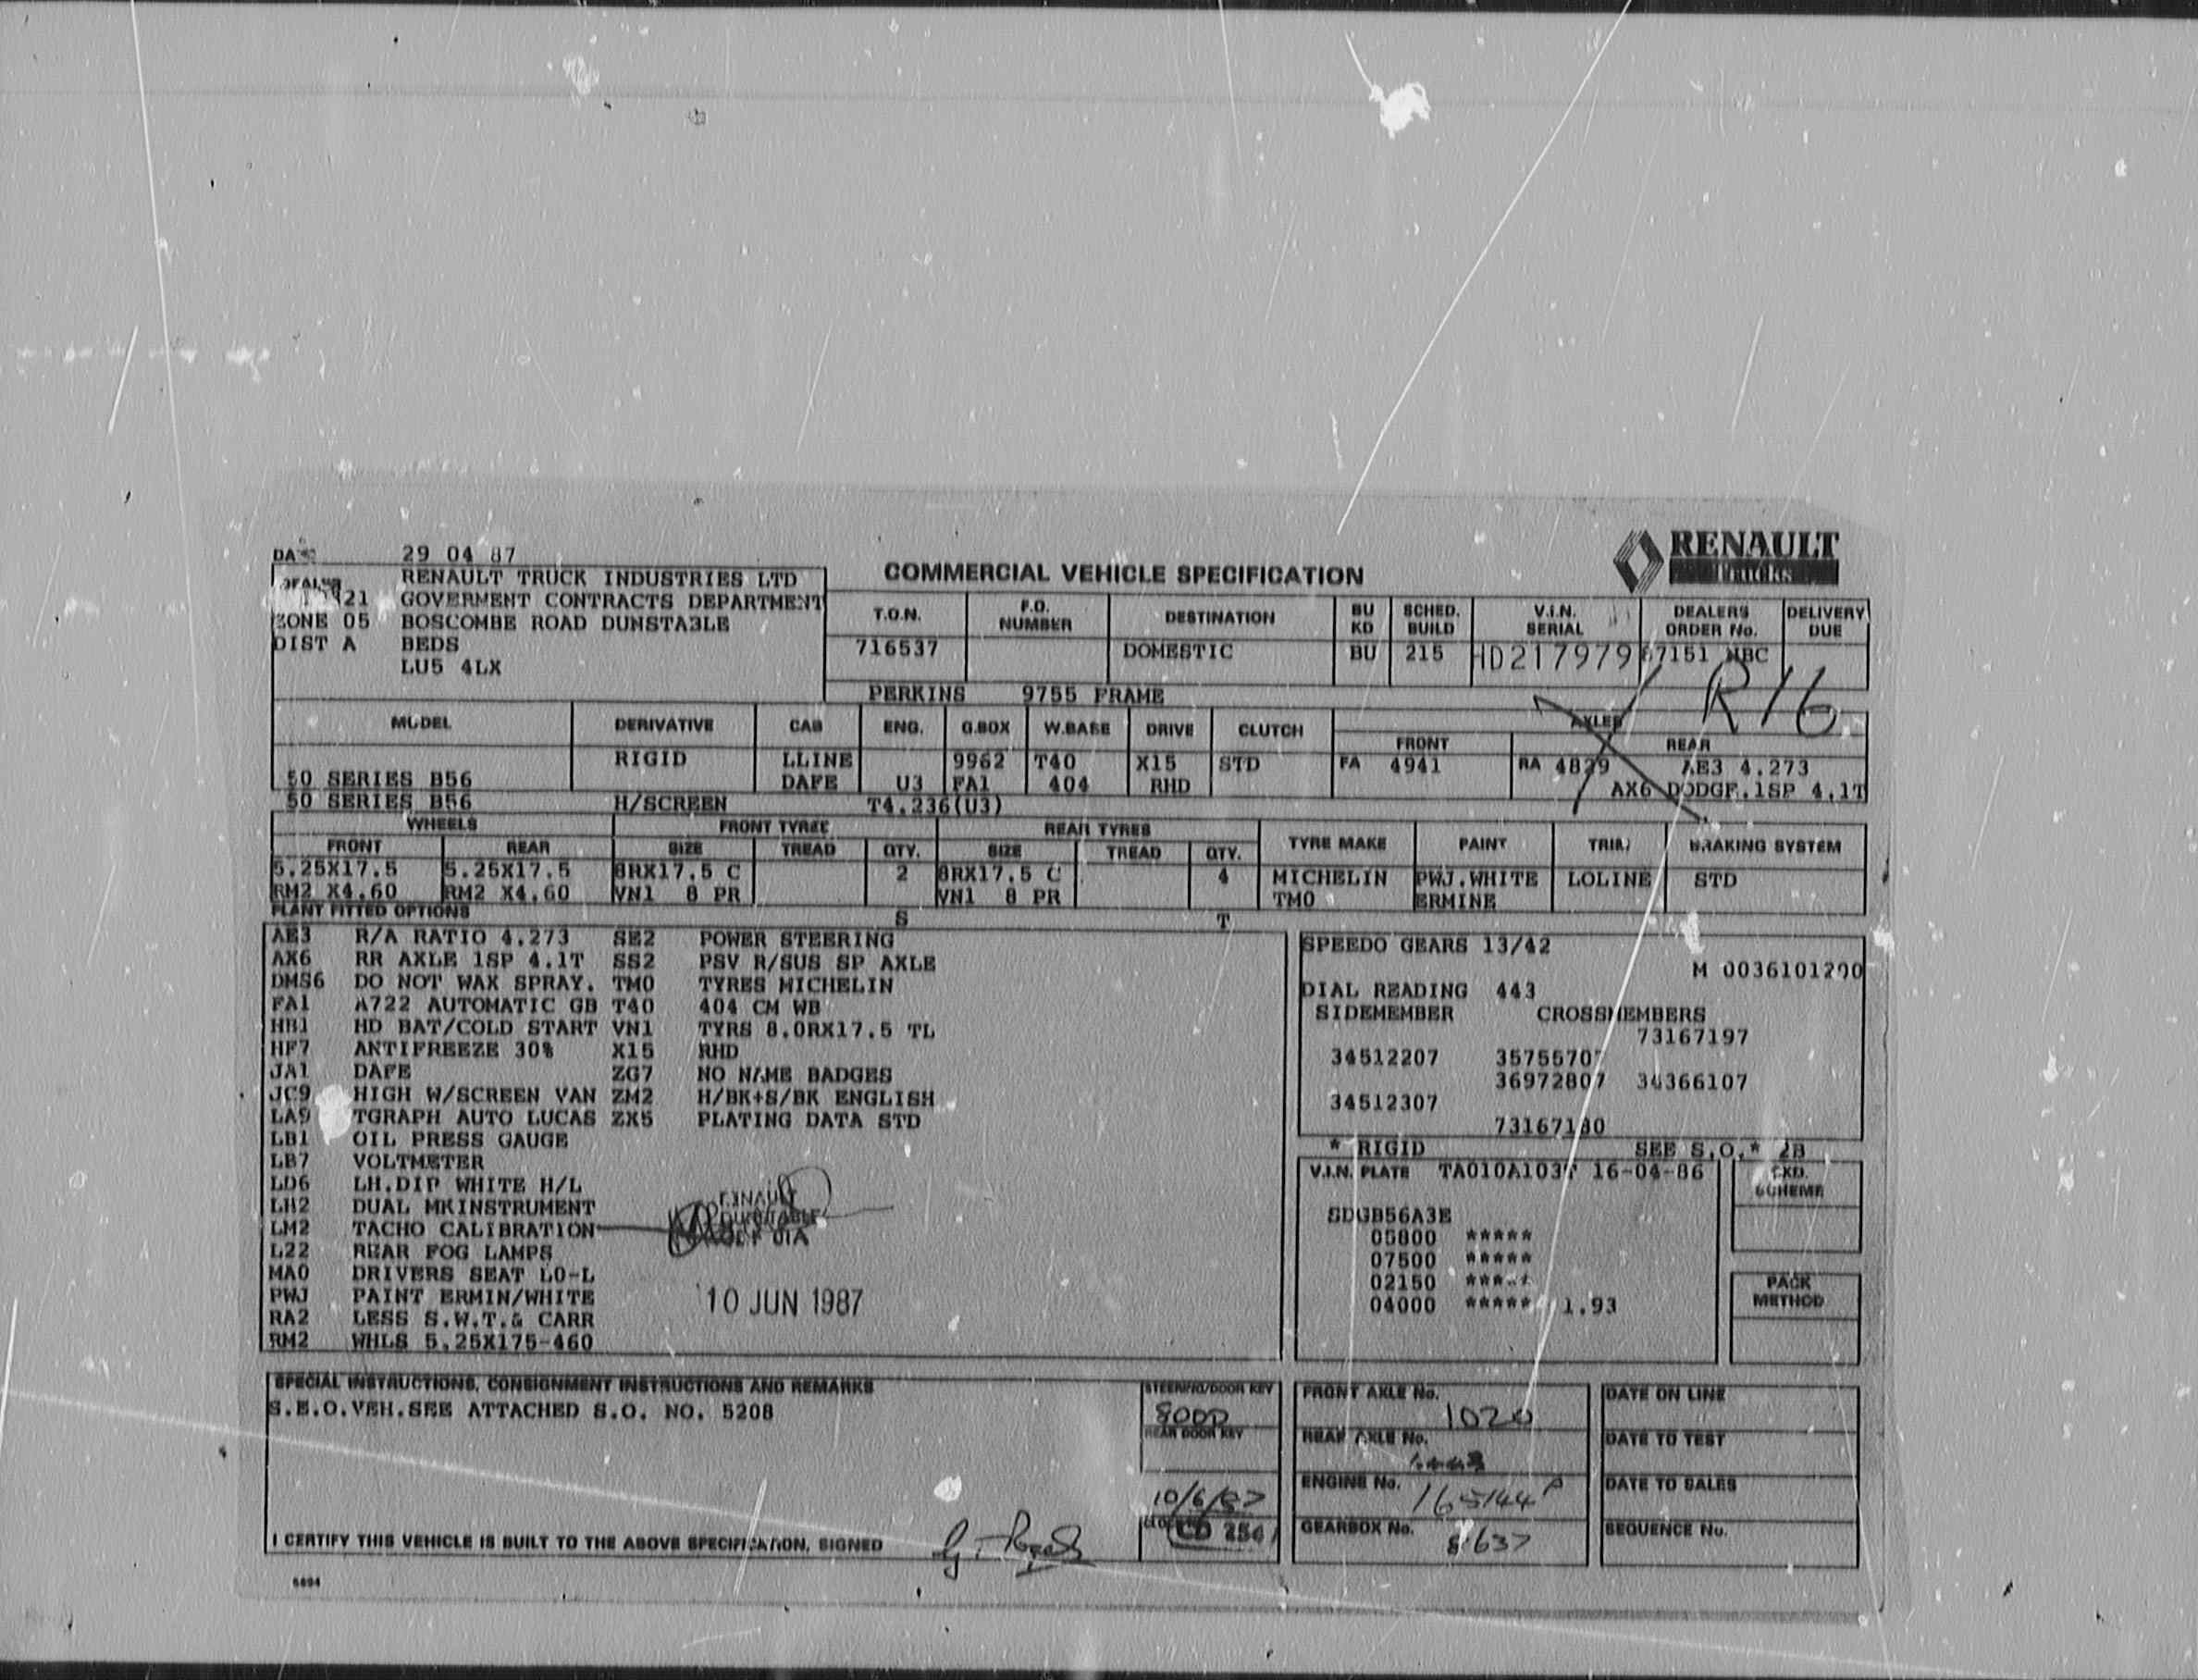 DATE 29 04 87
RENAULT TRUCK INDUSTRIES LTD
21 GOVERMENT CONTRACTS DEPARTMENT
ZONE 05 BOSCOMBE ROAD DUNSTABLE
DIST A BEDS
LU5 4LX
COMMERCIAL VEHICLE SPECIFICATION
RENAULT
TRUCKS
T.O.N. F.O. NUMBER DESTINATION BU KD SCHED. BUILD V.I.N. SERIAL DEALERS ORDER No. DELIVERY DUE
716537 DOMESTIC BU 215 HD217979 67151 MBC
R16
PERKINS 9755 FRAME
MODEL DERIVATIVE CAB ENG. G.BOX W.BASE DRIVE CLUTCH AXLES
FRONT REAR
RIGID LLINE 9962 T40 X15 STD FA 4941 RA 4829 AE3 4.273
50 SERIES B56 DAFE U3 FA1 404 RHD AX6 DODGE.1SP 4.1T
50 SERIES B56 H/SCREEN T4.236(U3)
WHEELS FRONT TYRES REAR TYRES TYRE MAKE PAINT TRIM BRAKING SYSTEM
FRONT REAR SIZE TREAD QTY. SIZE TREAD QTY.
5.25X17.5 5.25X17.5 8RX17.5 C 2 8RX17.5 C 4 MICHELIN PWJ.WHITE LOLINE STD
RM2 X4.60 RM2 X4.60 VN1 8 PR VN1 8 PR TM0 ERMINE
PLANT FITTED OPTIONS S T
AE3 R/A RATIO 4.273 SE2 POWER STEERING
AX6 RR AXLE 1SP 4.1T SS2 PSV R/SUS SP AXLE
DMS6 DO NOT WAX SPRAY. TM0 TYRES MICHELIN
FA1 A722 AUTOMATIC GB T40 404 CM WB
HB1 HD BAT/COLD START VN1 TYRS 8.0RX17.5 TL
HF7 ANTIFREEZE 30% X15 RHD
JA1 DAFE ZG7 NO NAME BADGES
JC9 HIGH W/SCREEN VAN ZM2 H/BK+S/BK ENGLISH
LA9 TGRAPH AUTO LUCAS ZX5 PLATING DATA STD
LB1 OIL PRESS GAUGE
LB7 VOLTMETER
LD6 LH.DIP WHITE H/L
LH2 DUAL MKINSTRUMENT
LM2 TACHO CALIBRATION
L22 REAR FOG LAMPS
MA0 DRIVERS SEAT LO-L
PWJ PAINT ERMIN/WHITE
RA2 LESS S.W.T.& CARR
RM2 WHLS 5.25X175-460
RENAULT
DUNSTABLE
10 JUN 1987
SPEEDO GEARS 13/42
M 0036101200
DIAL READING 443
SIDEMEMBER CROSSMEMBERS
73167197
34512207 35755707
36972807 34366107
34512307
73167180
* RIGID SEE S.O.* 2B
V.I.N. PLATE TA010A103T 16-04-86
CKD. SCHEME
SDGB56A3E
05800 *****
07500 *****
02150 *****
04000 ***** 1.93
PACK METHOD
SPECIAL INSTRUCTIONS, CONSIGNMENT INSTRUCTIONS AND REMARKS
S.E.O.VEH.SEE ATTACHED S.O. NO. 5208
STEERING/DOOR KEY
REAR DOOR KEY
10/6/87
CD 256
FRONT AXLE No. 1020
REAR AXLE No.
ENGINE No. 165144P
GEARBOX No. 8637
DATE ON LINE
DATE TO TEST
DATE TO SALES
SEQUENCE No.
I CERTIFY THIS VEHICLE IS BUILT TO THE ABOVE SPECIFICATION, SIGNED